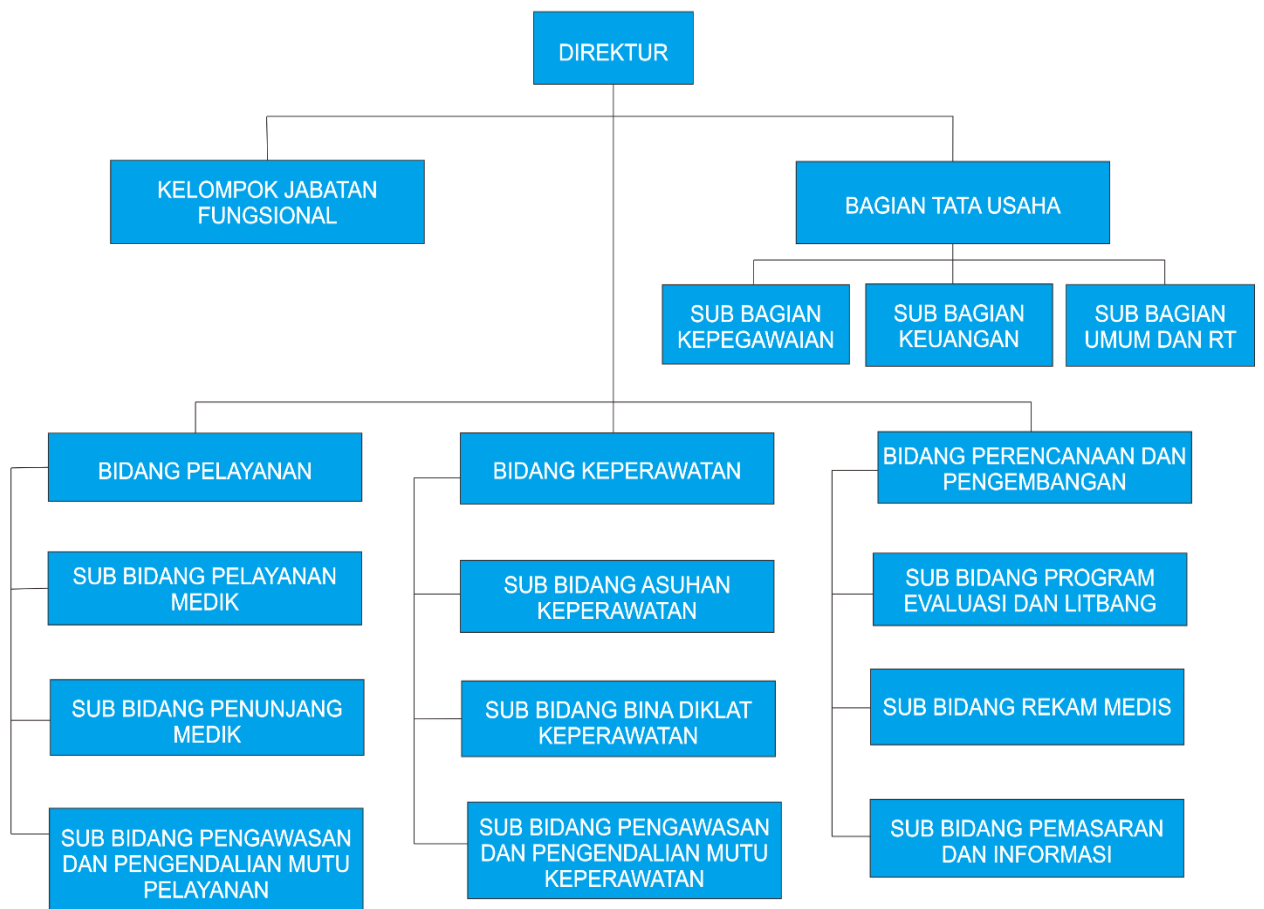 DIREKTUR
KELOMPOK JABATAN
FUNGSIONAL
BAGIAN TATA USAHA
SUB BAGIAN
KEPEGAWAIAN
SUB BAGIAN
KEUANGAN
SUB BAGIAN
UMUM DAN RT
BIDANG PELAYANAN
BIDANG KEPERAWATAN
BIDANG PERENCANAAN DAN
PENGEMBANGAN
SUB BIDANG PELAYANAN
MEDIK
SUB BIDANG ASUHAN
KEPERAWATAN
SUB BIDANG PROGRAM
EVALUASI DAN LITBANG
SUB BIDANG PENUNJANG
MEDIK
SUB BIDANG BINA DIKLAT
KEPERAWATAN
SUB BIDANG REKAM MEDIS
SUB BIDANG PENGAWASAN
DAN PENGENDALIAN MUTU
PELAYANAN
SUB BIDANG PENGAWASAN
DAN PENGENDALIAN MUTU
KEPERAWATAN
SUB BIDANG PEMASARAN
DAN INFORMASI